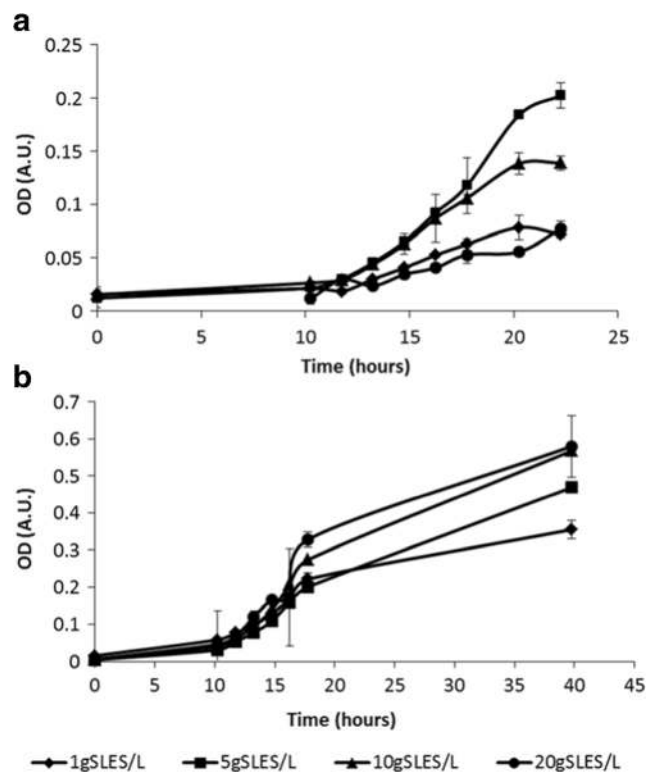 a
0.25
0.2
0.15
0.1
0.05
0
OD (A.U.)
0 5 10 15 20 25
Time (hours)
b
0.7
0.6
0.5
0.4
0.3
0.2
0.1
0
OD (A.U.)
0 5 10 15 20 25 30 35 40 45
Time (hours)
1gSLES/L 5gSLES/L 10gSLES/L 20gSLES/L